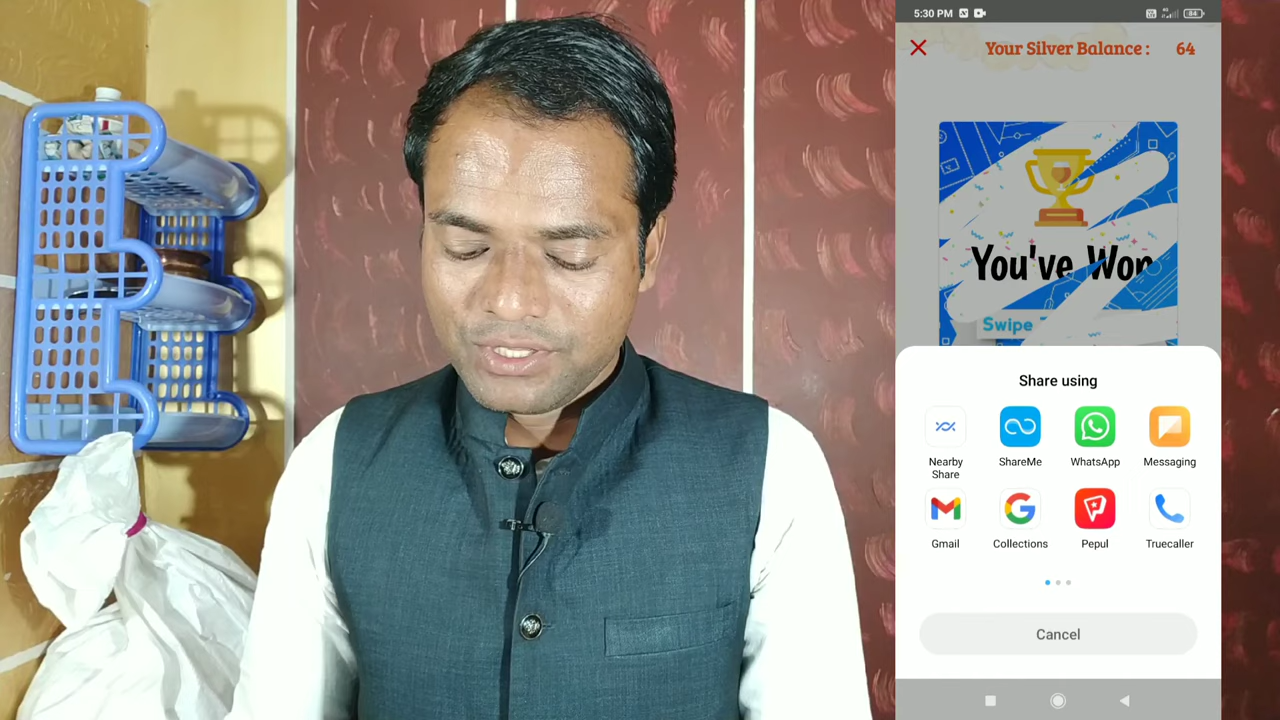 5:30 PM
84
Your Silver Balance : 64
You've Won
Swipe
Share using
Nearby Share
ShareMe
WhatsApp
Messaging
Gmail
Collections
Pepul
Truecaller
Cancel